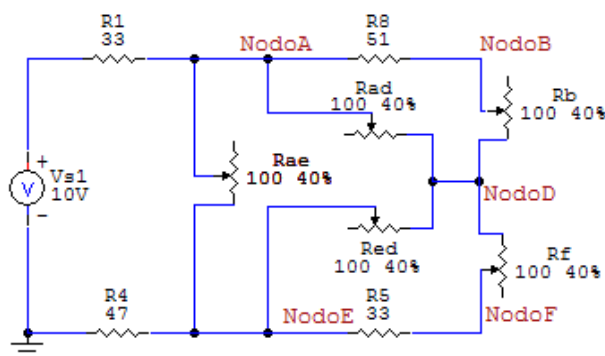 R1
33
NodoA
R8
51
NodoB
Rad
100 40%
Rb
100 40%
Vs1
10V
V
+
-
Rae
100 40%
NodoD
Red
100 40%
Rf
100 40%
R4
47
NodoE
R5
33
NodoF